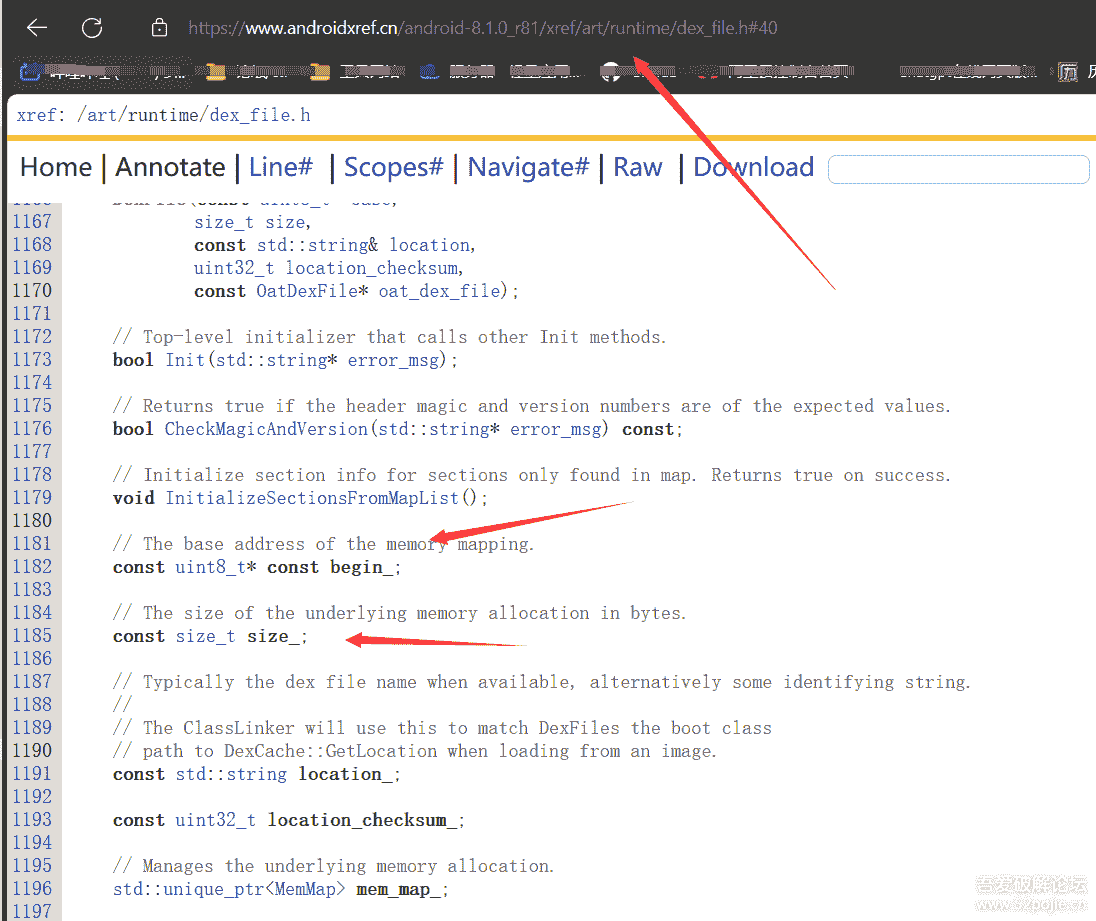 https://www.androidxref.cn/android-8.1.0_r81/xref/art/runtime/dex_file.h#40
xref: /art/runtime/dex_file.h
Home | Annotate | Line# | Scopes# | Navigate# | Raw | Download
1167 size_t size,
1168 const std::string& location,
1169 uint32_t location_checksum,
1170 const OatDexFile* oat_dex_file);
1171
1172 // Top-level initializer that calls other Init methods.
1173 bool Init(std::string* error_msg);
1174
1175 // Returns true if the header magic and version numbers are of the expected values.
1176 bool CheckMagicAndVersion(std::string* error_msg) const;
1177
1178 // Initialize section info for sections only found in map. Returns true on success.
1179 void InitializeSectionsFromMapList();
1180
1181 // The base address of the memory mapping.
1182 const uint8_t* const begin_;
1183
1184 // The size of the underlying memory allocation in bytes.
1185 const size_t size_;
1186
1187 // Typically the dex file name when available, alternatively some identifying string.
1188 //
1189 // The ClassLinker will use this to match DexFiles the boot class
1190 // path to DexCache::GetLocation when loading from an image.
1191 const std::string location_;
1192
1193 const uint32_t location_checksum_;
1194
1195 // Manages the underlying memory allocation.
1196 std::unique_ptr<MemMap> mem_map_;
1197
吾爱破解论坛
www.52pojie.cn